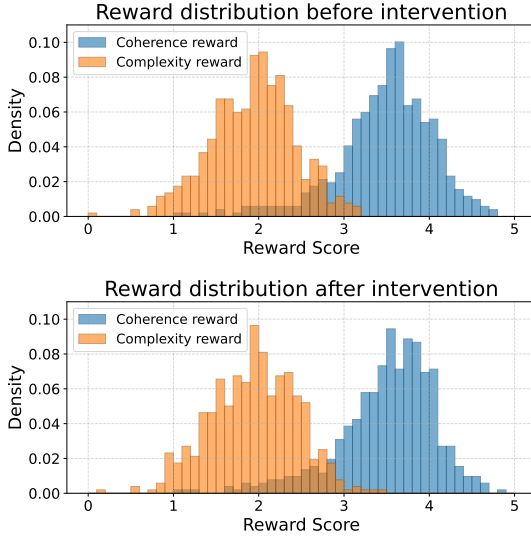 Reward distribution before intervention
Coherence reward
Complexity reward
Density
0.10
0.08
0.06
0.04
0.02
0.00
0 1 2 3 4 5
Reward Score
Reward distribution after intervention
Coherence reward
Complexity reward
Density
0.10
0.08
0.06
0.04
0.02
0.00
0 1 2 3 4 5
Reward Score